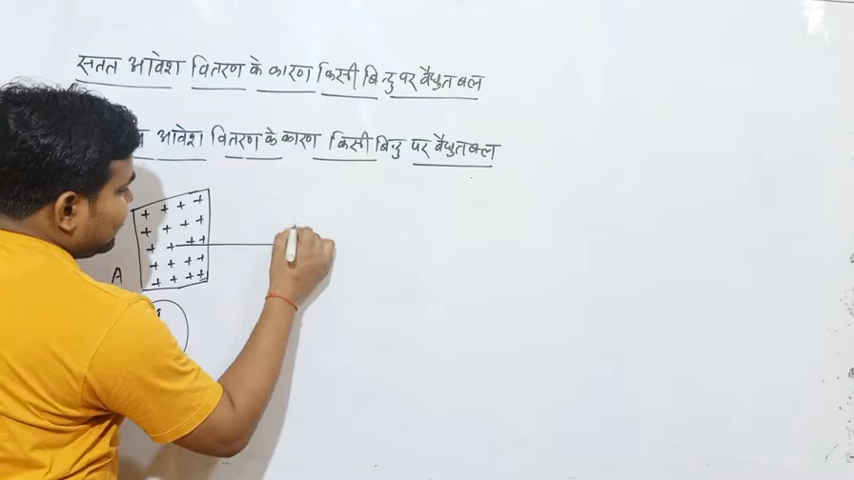 सतत आवेश वितरण के कारण किसी बिन्दु पर वैद्युत बल
आवेश वितरण के कारण किसी बिन्दु पर वैद्युत बल
A